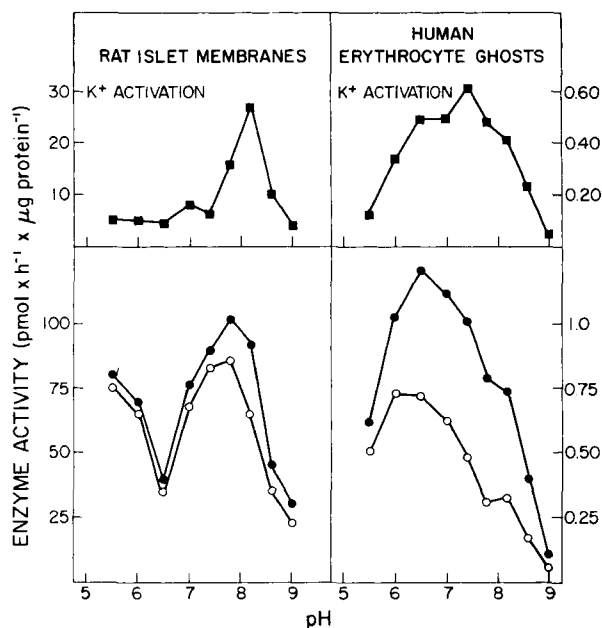 RAT ISLET MEMBRANES
HUMAN
ERYTHROCYTE GHOSTS
K+ ACTIVATION
K+ ACTIVATION
30
20
10
0.60
0.40
0.20
ENZYME ACTIVITY (pmol x h⁻¹ x µg protein⁻¹)
100
75
50
25
1.0
0.75
0.50
0.25
5 6 7 8 9 5 6 7 8 9
pH